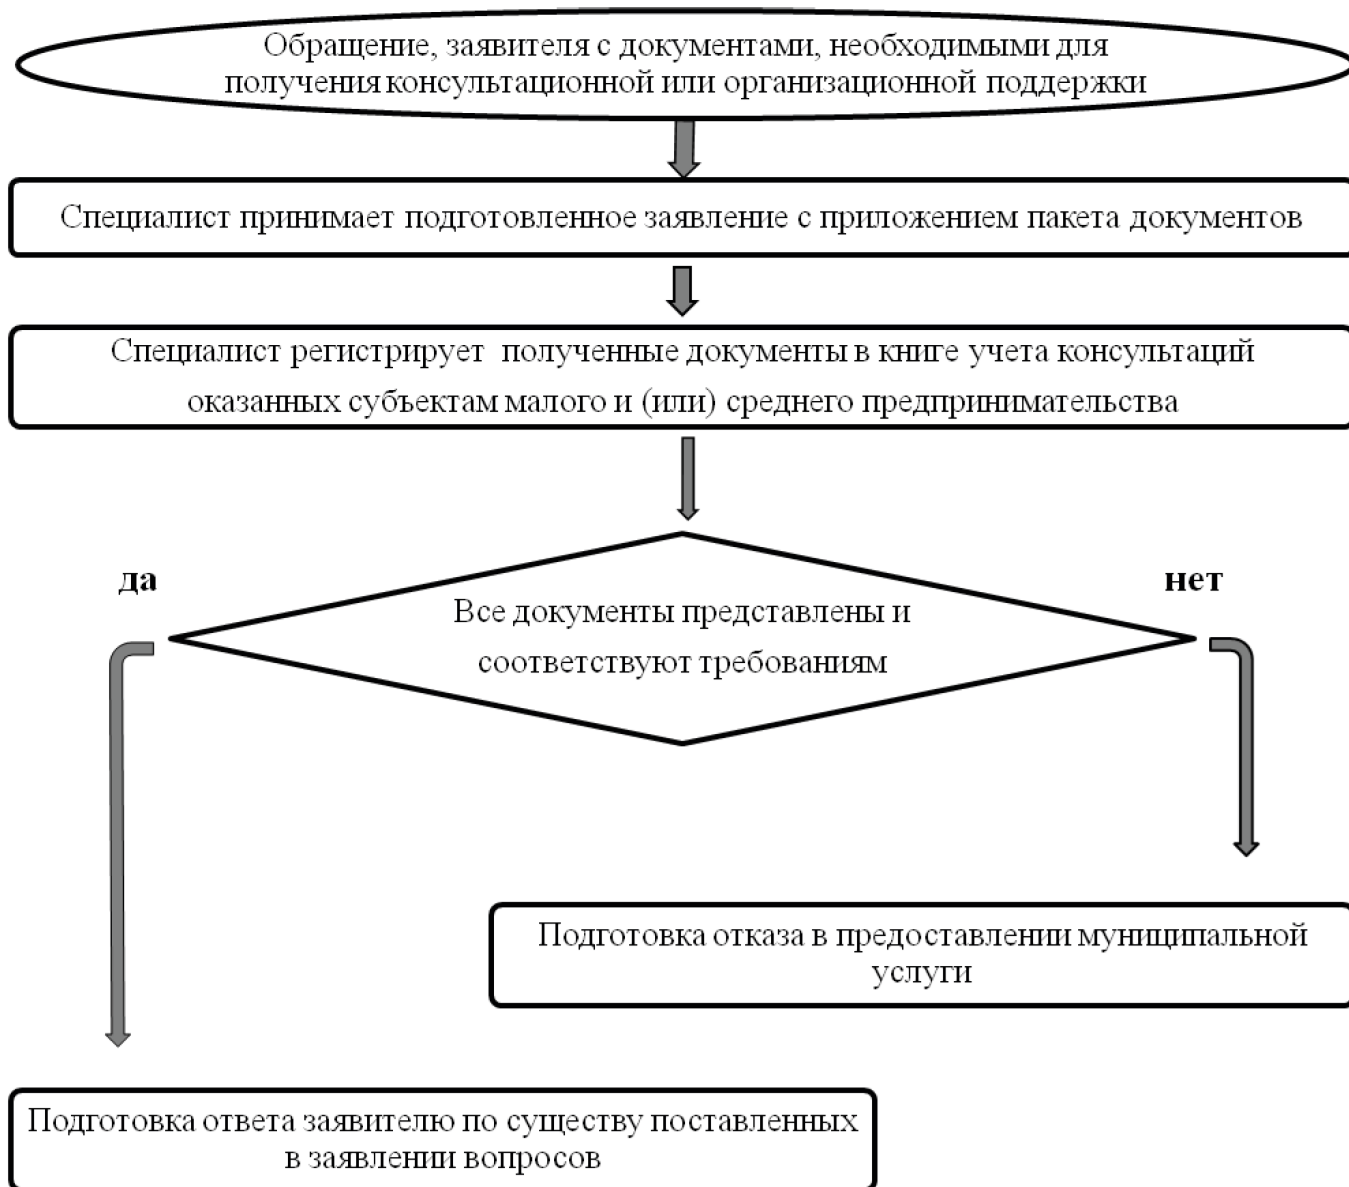 Обращение, заявителя с документами, необходимыми для
получения консультационной или организационной поддержки
Специалист принимает подготовленное заявление с приложением пакета документов
Специалист регистрирует полученные документы в книге учета консультаций
оказанных субъектам малого и (или) среднего предпринимательства
да
нет
Все документы представлены и
соответствуют требованиям
Подготовка отказа в предоставлении муниципальной
услуги
Подготовка ответа заявителю по существу поставленных
в заявлении вопросов